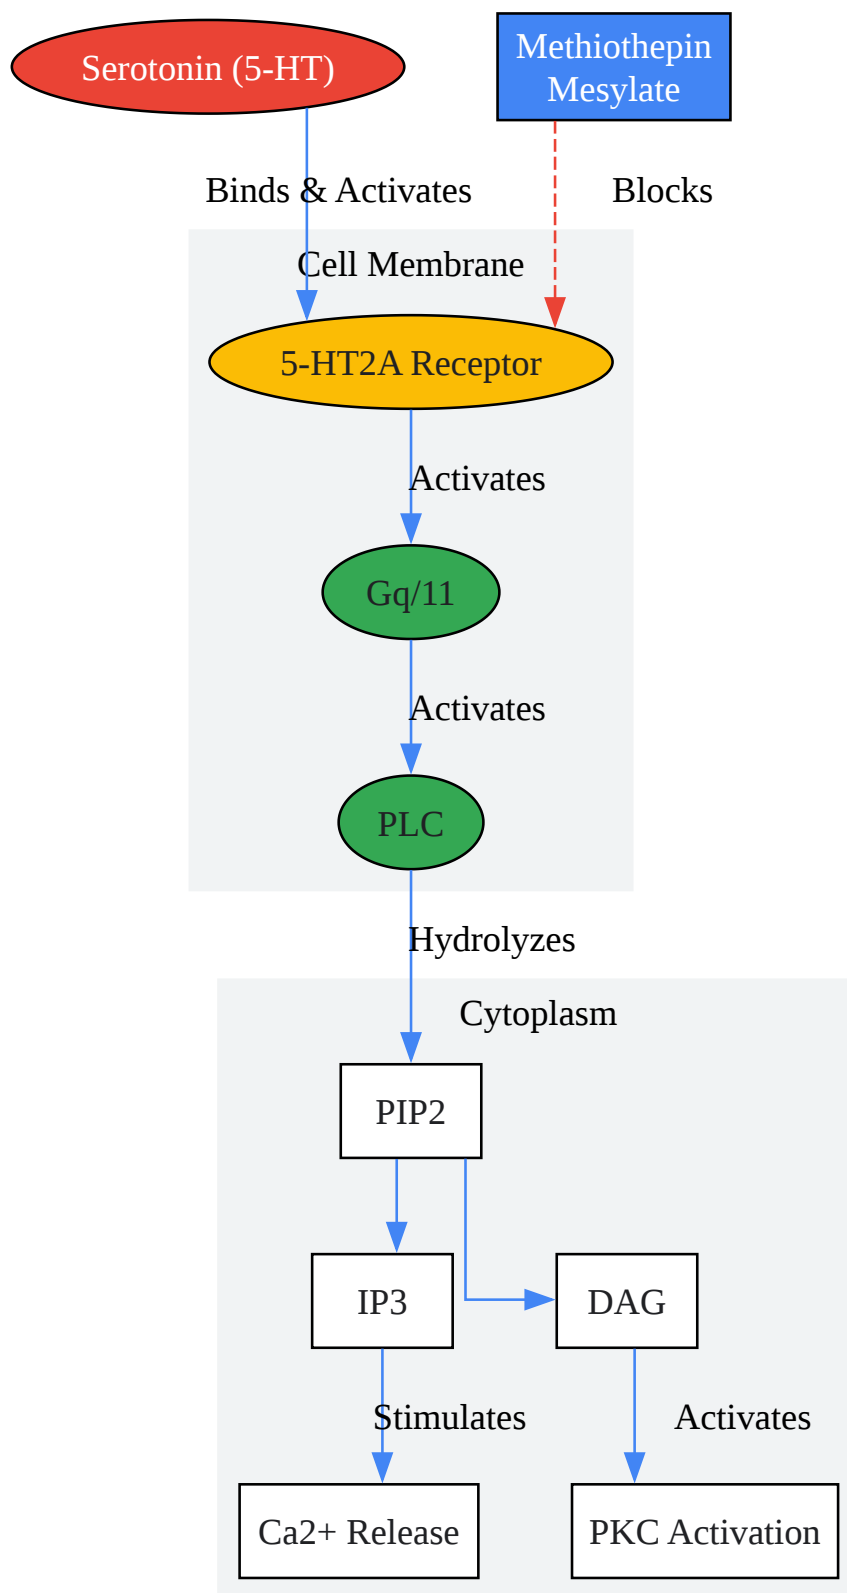 Serotonin (5-HT)
Methiothepin
Mesylate
Binds & Activates
Blocks
Cell Membrane
5-HT2A Receptor
Activates
Gq/11
Activates
PLC
Hydrolyzes
Cytoplasm
PIP2
IP3
DAG
Stimulates
Activates
Ca2+ Release
PKC Activation